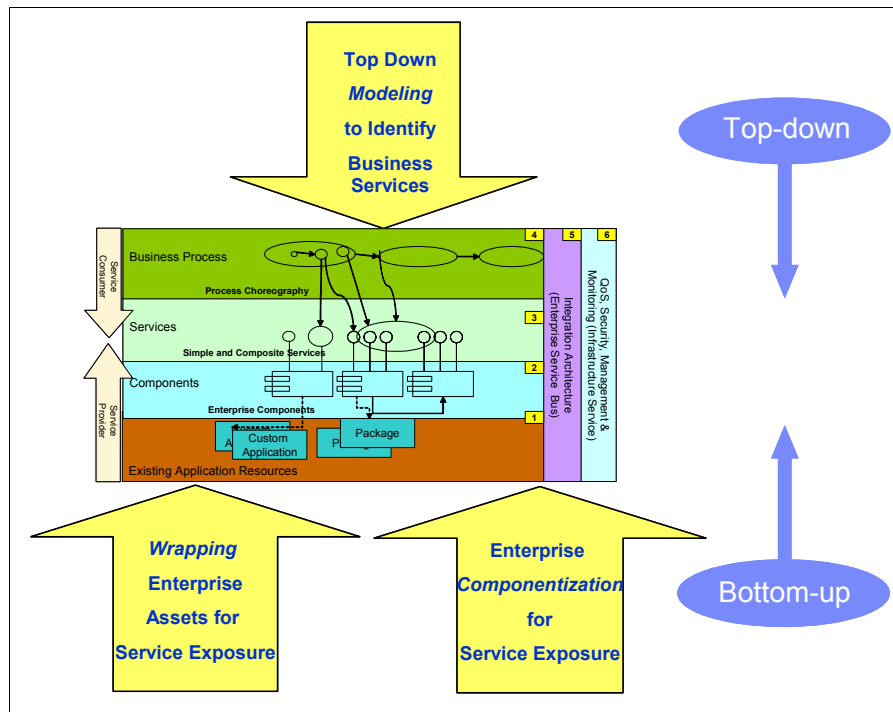 Top Down
Modeling
to Identify
Business
Services
Top-down
Service
Consumer
Business Process
Process Choreography
4
5
6
Services
Simple and Composite Services
3
Service
Provider
Components
Enterprise Components
2
1
Custom
Application
Package
Existing Application Resources
Integration Architecture
(Enterprise Service Bus)
QoS, Security, Management &
Monitoring (Infrastructure Service)
Wrapping
Enterprise
Assets for
Service Exposure
Enterprise
Componentization
for
Service Exposure
Bottom-up